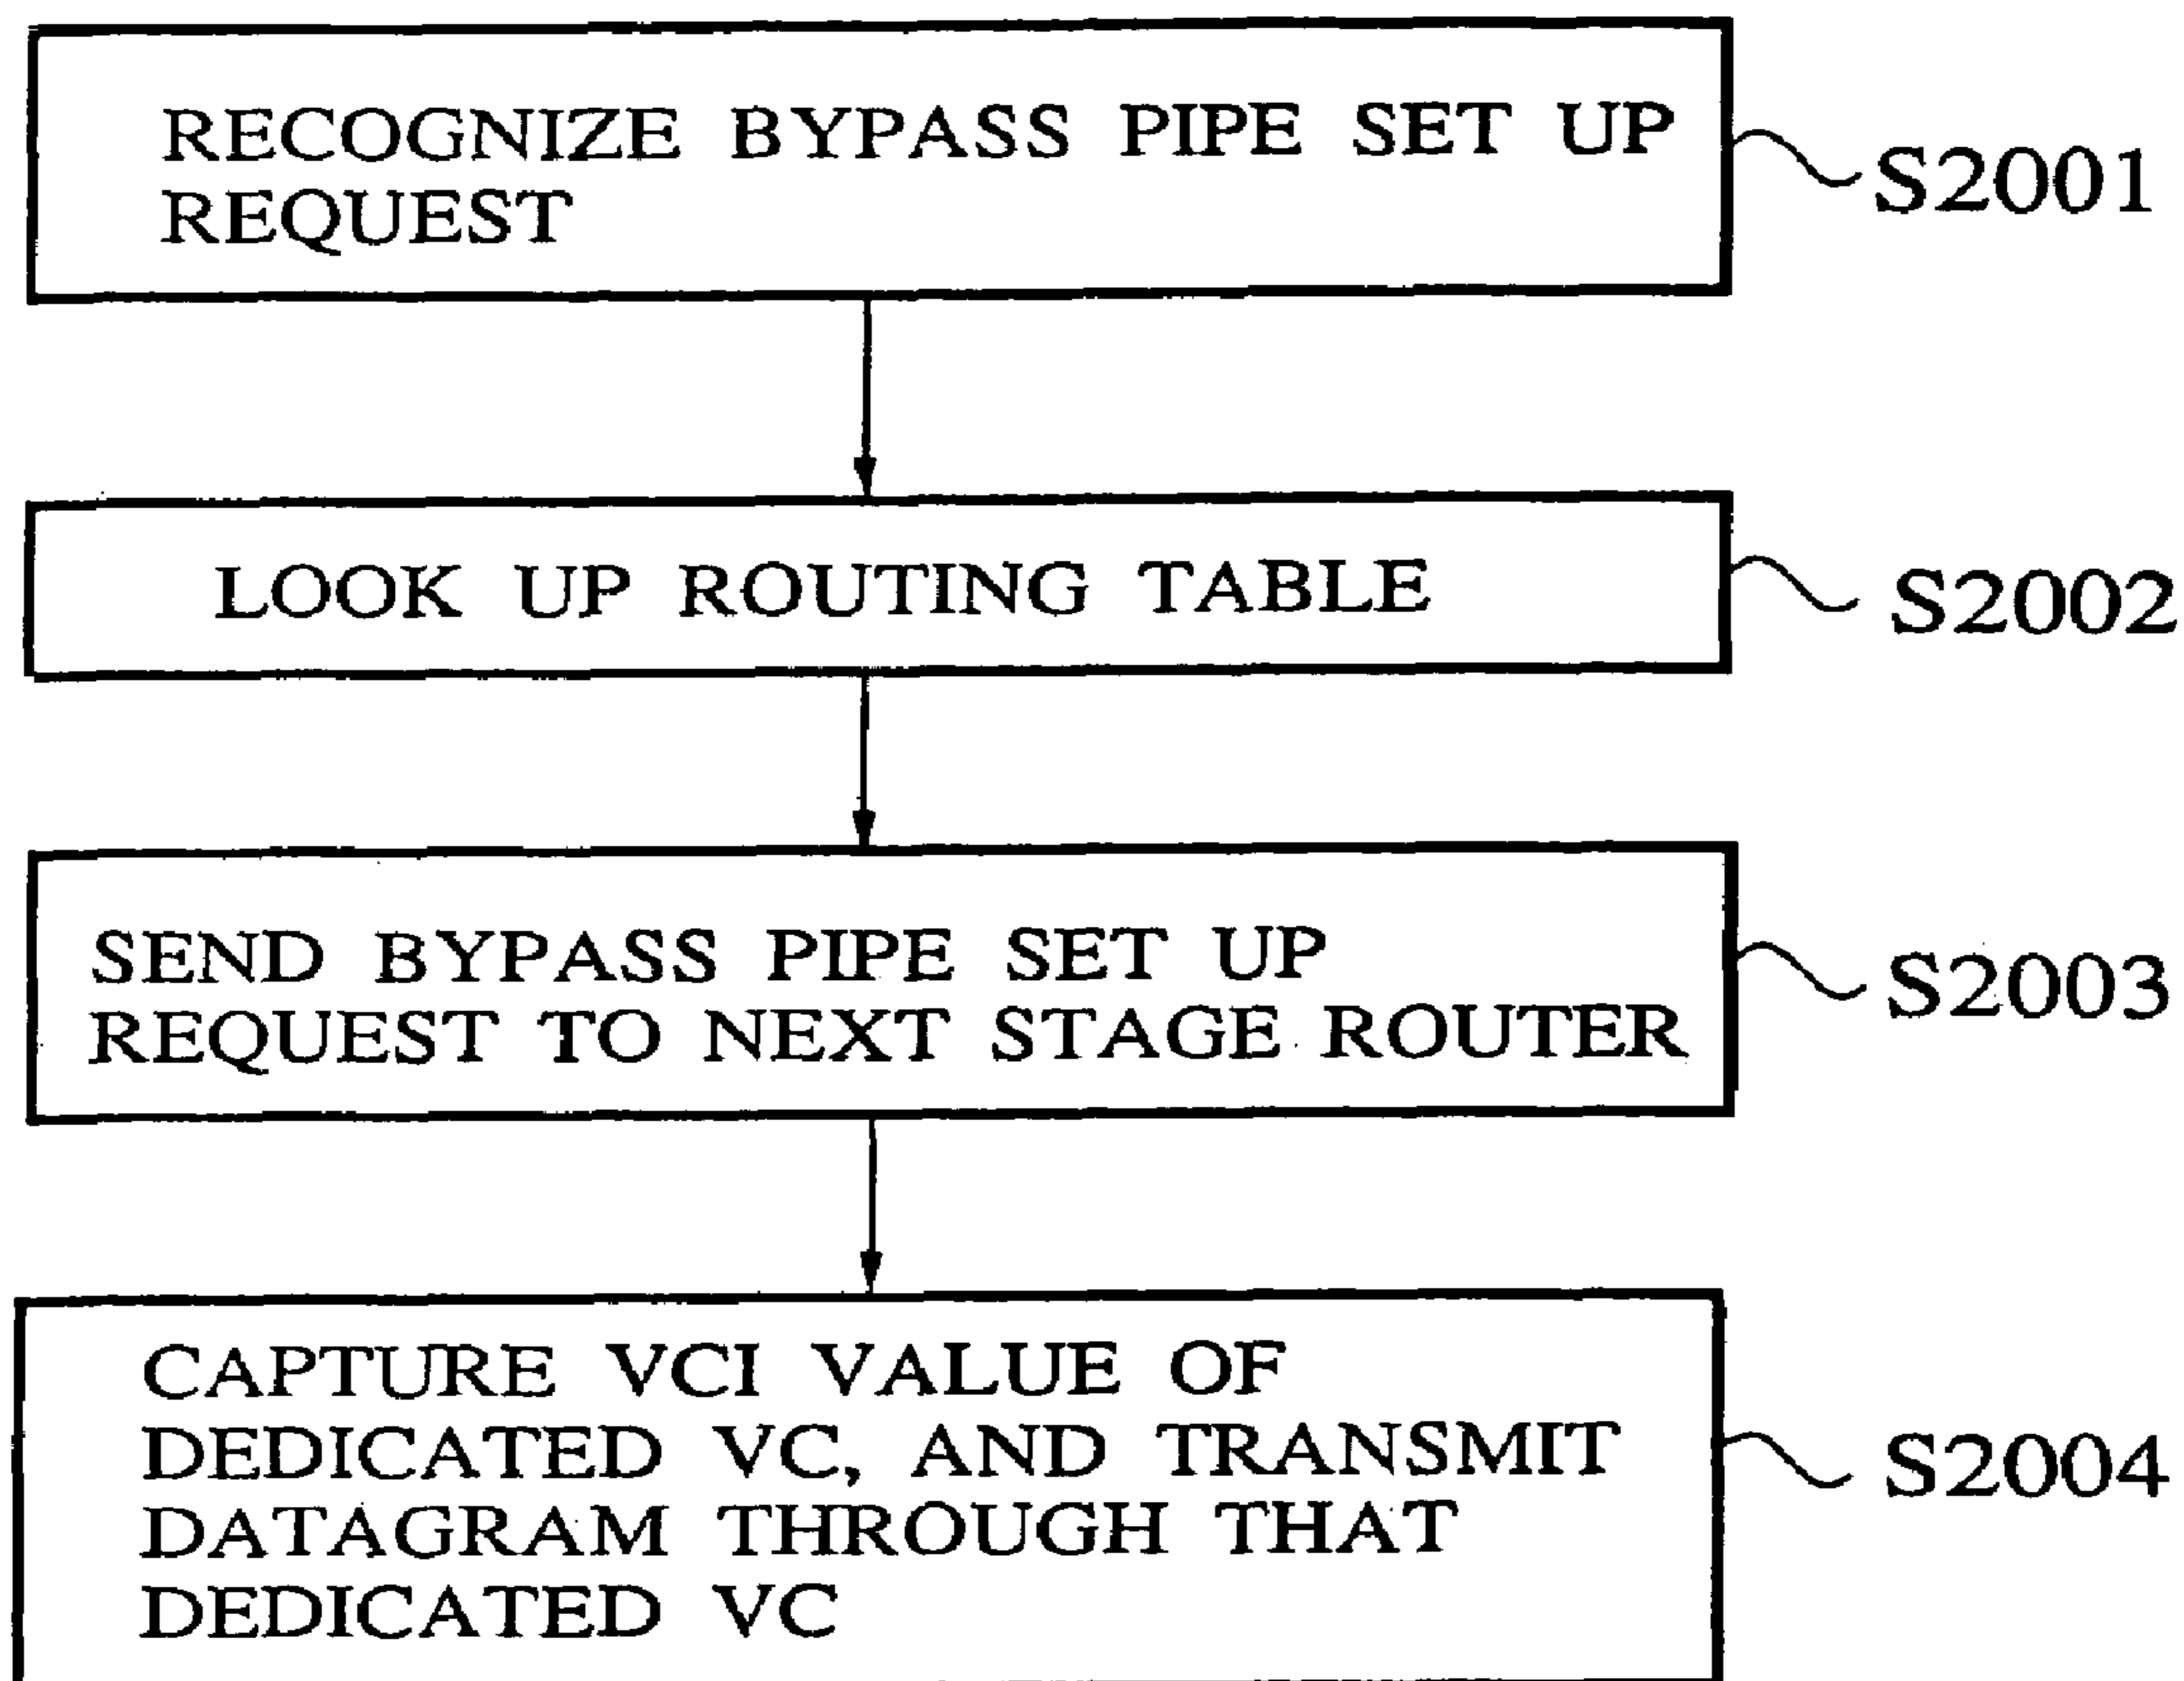 RECOGNIZE BYPASS PIPE SET UP
REQUEST
S2001
LOOK UP ROUTING TABLE
S2002
SEND BYPASS PIPE SET UP
REQUEST TO NEXT STAGE ROUTER
S2003
CAPTURE VCI VALUE OF
DEDICATED VC, AND TRANSMIT
DATAGRAM THROUGH THAT
DEDICATED VC
S2004